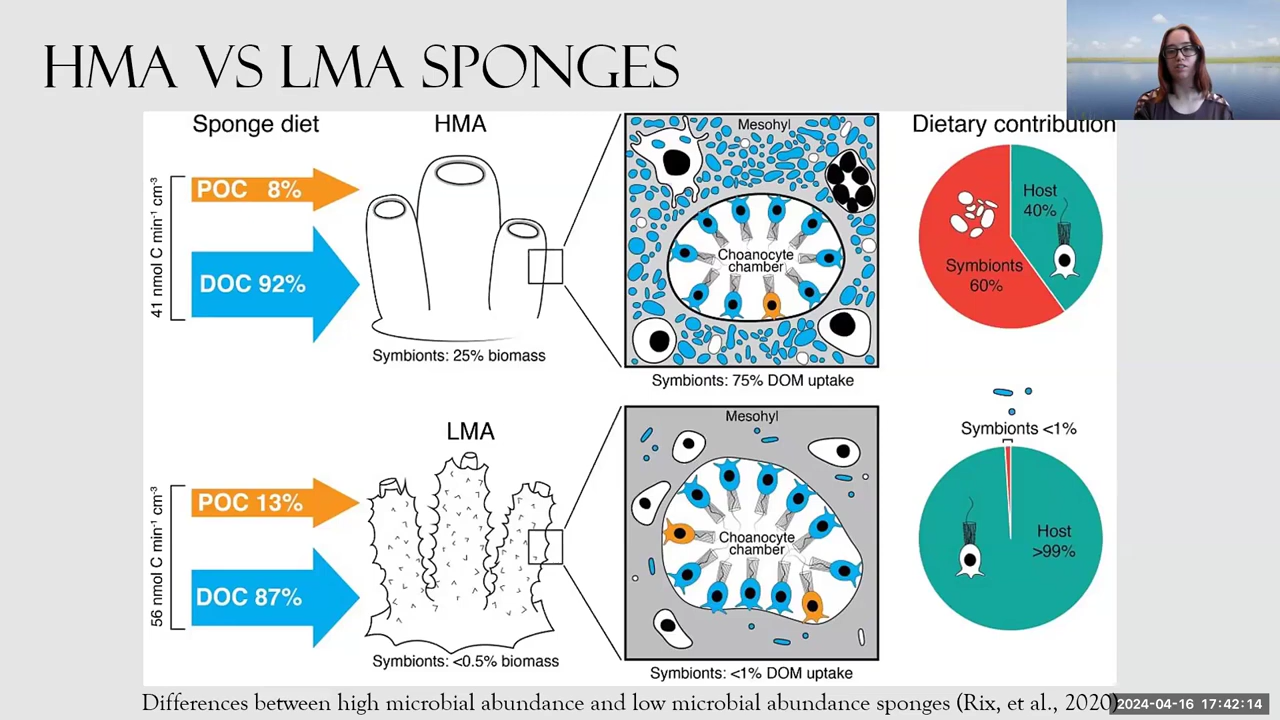 HMA VS LMA SPONGES
Sponge diet
HMA
Mesohyl
Dietary contribution
POC 8%
DOC 92%
41 nmol C min⁻¹ cm⁻³
Choanocyte
chamber
Host
40%
Symbionts
60%
Symbionts: 25% biomass
Symbionts: 75% DOM uptake
LMA
Mesohyl
Symbionts <1%
POC 13%
DOC 87%
56 nmol C min⁻¹ cm⁻³
Choanocyte
chamber
Host
>99%
Symbionts: <0.5% biomass
Symbionts: <1% DOM uptake
Differences between high microbial abundance and low microbial abundance sponges (Rix, et al., 2020)
2024-04-16 17:42:14